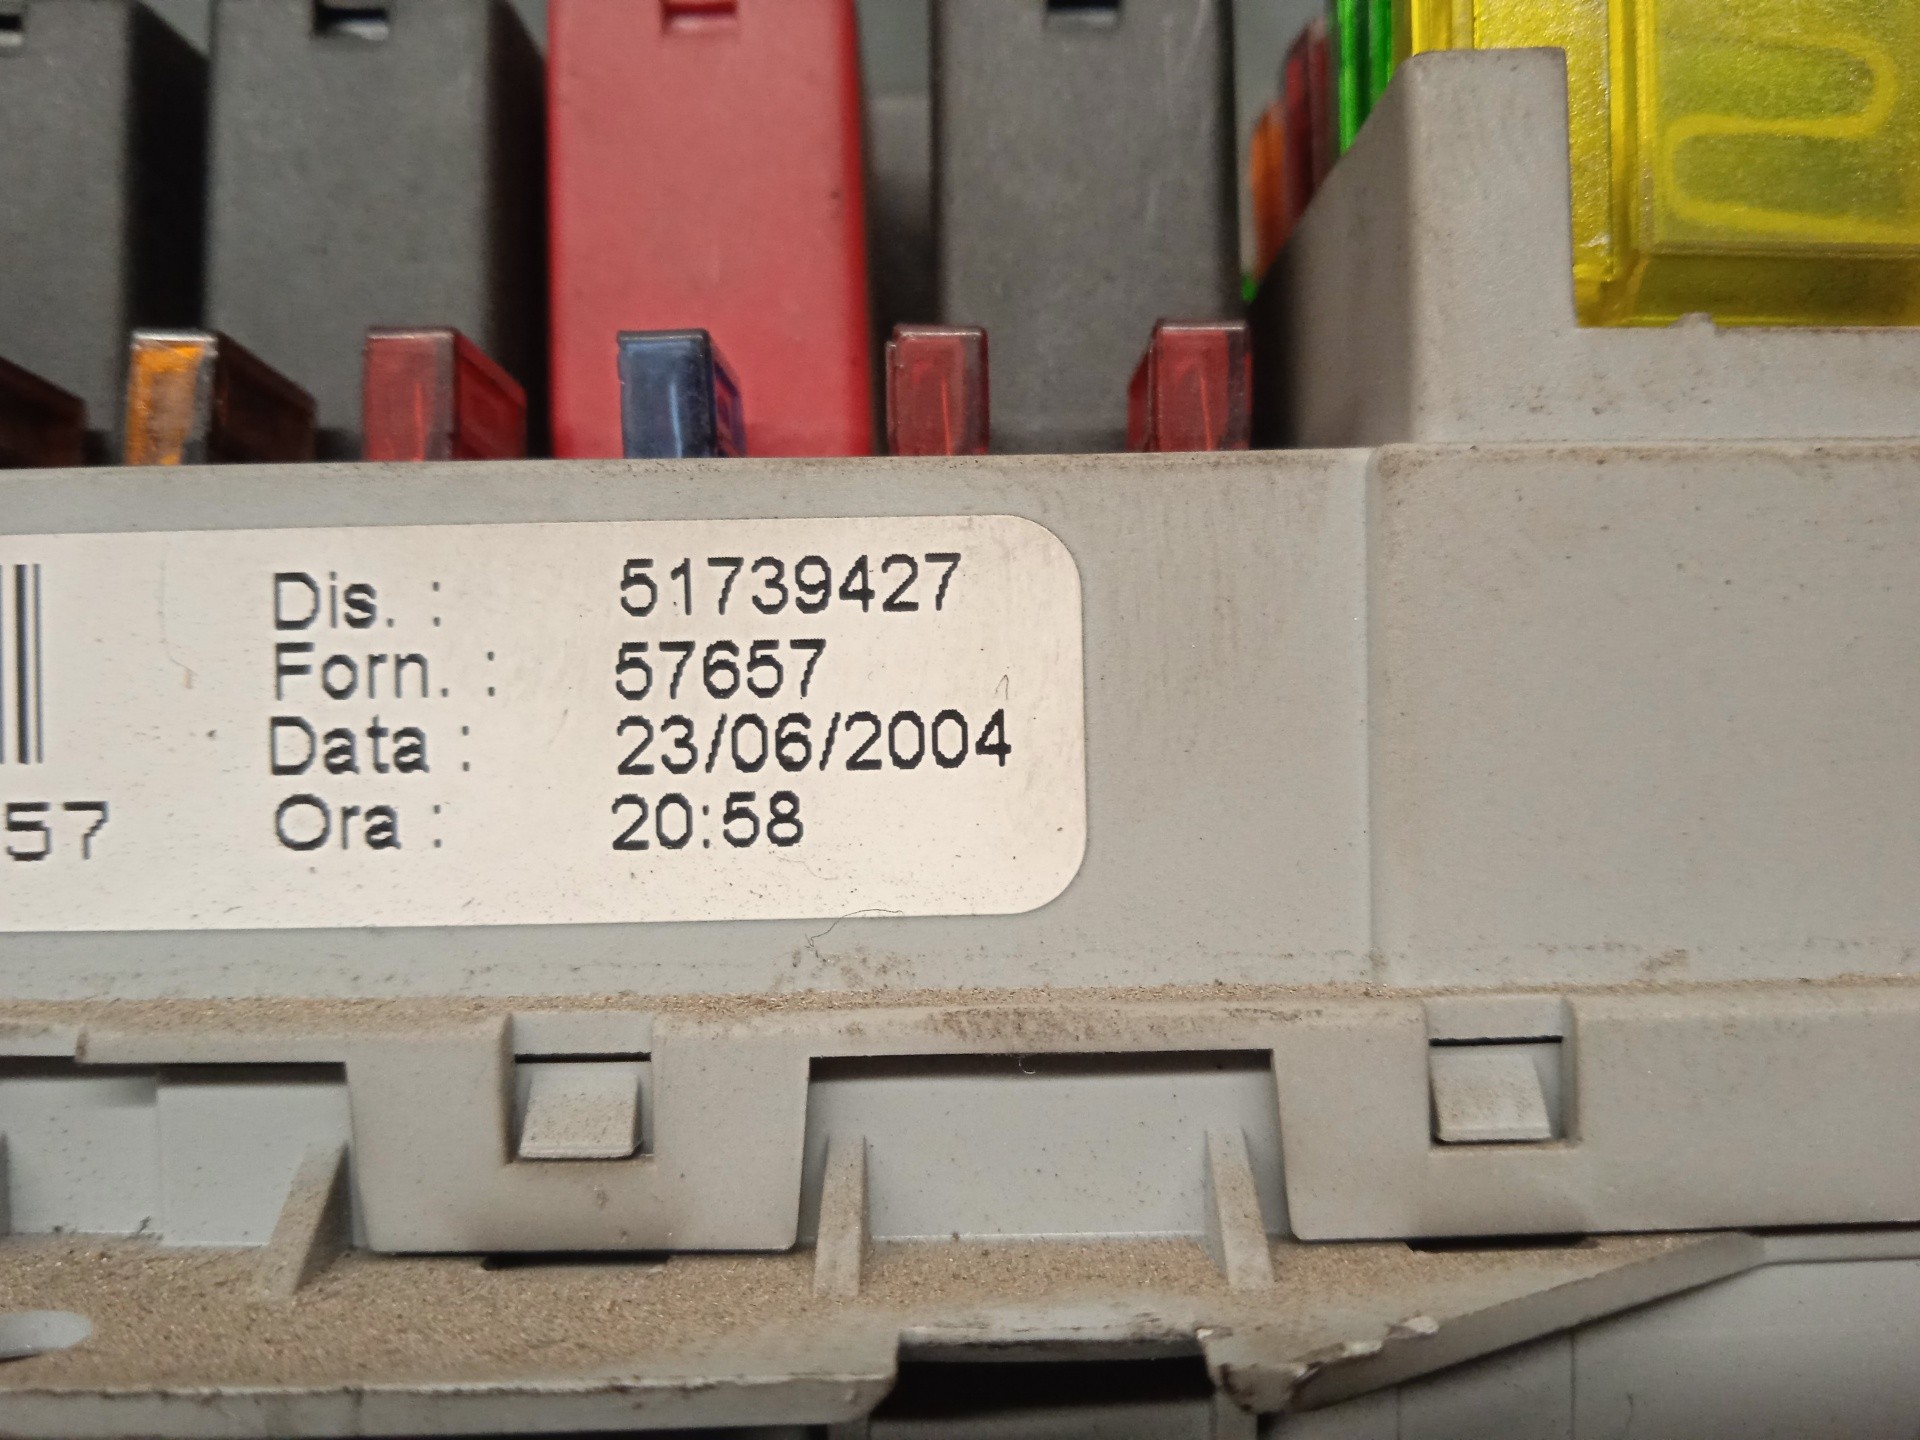 Dis. : 51739427
Forn. : 57657
Data : 23/06/2004
Ora : 20:58
57